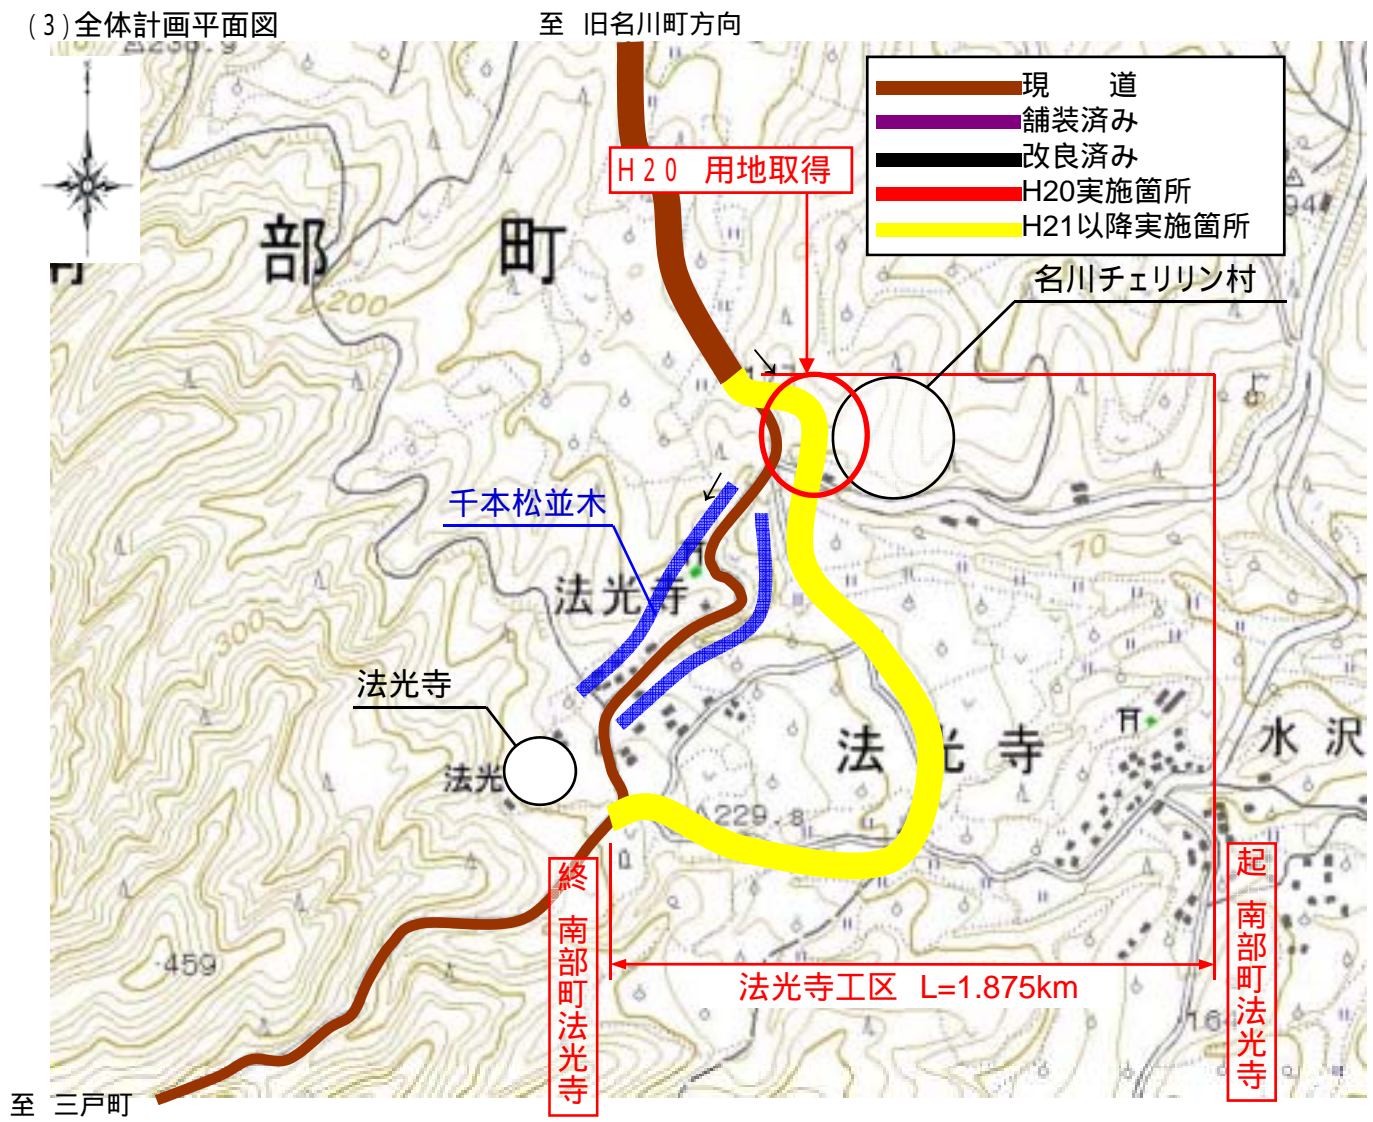 (3)全体計画平面図
至 旧名川町方向
現 道
舗装済み
改良済み
H20実施箇所
H21以降実施箇所
H20 用地取得
部 町
名川チェリリン村
200
千本松並木
法光寺
300
70
法光寺
法光
法光寺
水沢
229.8
459
終 南部町法光寺
起 南部町法光寺
法光寺工区 L=1.875km
至 三戸町